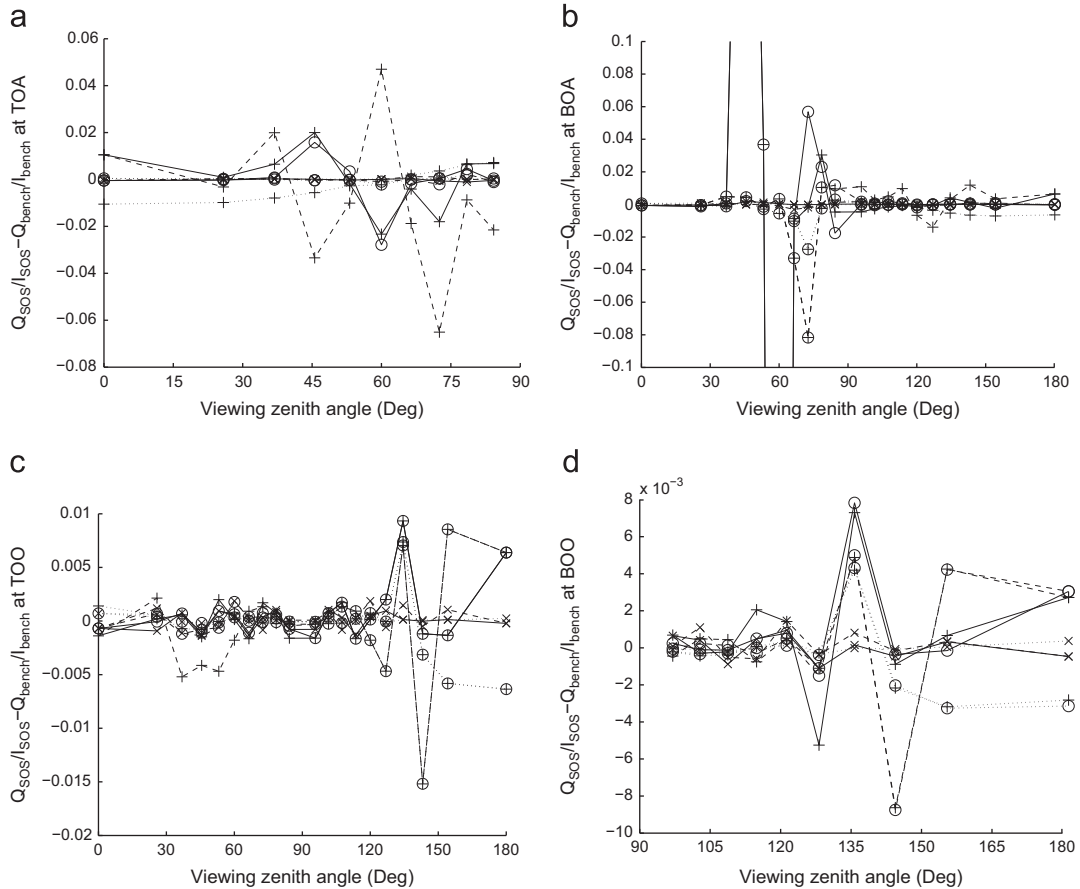 a
0.06
0.04
0.02
0
−0.02
−0.04
−0.06
−0.08
0 15 30 45 60 75 90
Viewing zenith angle (Deg)
Q_SOS/I_SOS−Q_bench/I_bench at TOA
b
0.1
0.08
0.06
0.04
0.02
0
−0.02
−0.04
−0.06
−0.08
−0.1
0 30 60 90 120 150 180
Viewing zenith angle (Deg)
Q_SOS/I_SOS−Q_bench/I_bench at BOA
c
0.01
0.005
0
−0.005
−0.01
−0.015
−0.02
0 30 60 90 120 150 180
Viewing zenith angle (Deg)
Q_SOS/I_SOS−Q_bench/I_bench at TOO
d
x 10^−3
8
6
4
2
0
−2
−4
−6
−8
−10
90 105 120 135 150 165 180
Viewing zenith angle (Deg)
Q_SOS/I_SOS−Q_bench/I_bench at BOO